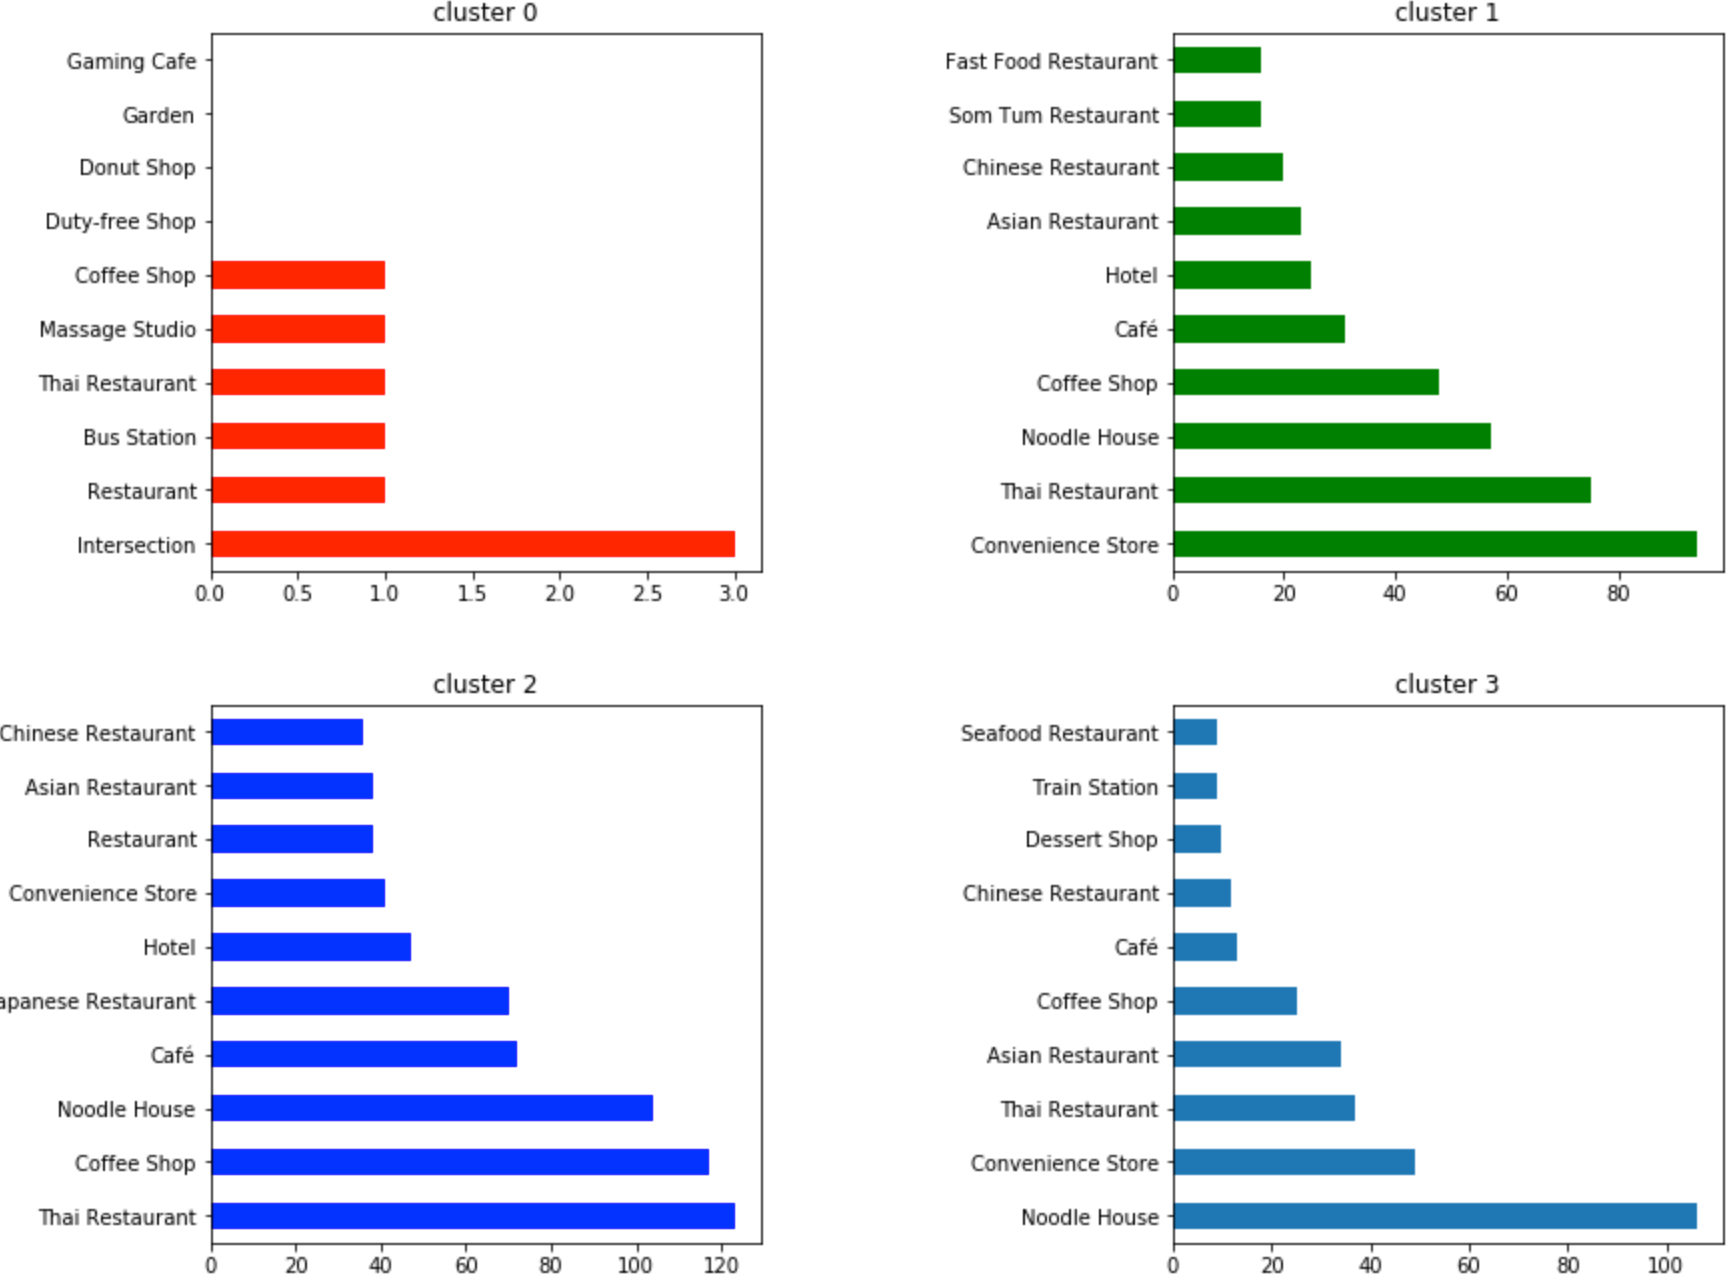 cluster 0
Gaming Cafe
Garden
Donut Shop
Duty-free Shop
Coffee Shop
Massage Studio
Thai Restaurant
Bus Station
Restaurant
Intersection
0.0 0.5 1.0 1.5 2.0 2.5 3.0
cluster 1
Fast Food Restaurant
Som Tum Restaurant
Chinese Restaurant
Asian Restaurant
Hotel
Café
Coffee Shop
Noodle House
Thai Restaurant
Convenience Store
0 20 40 60 80
cluster 2
Chinese Restaurant
Asian Restaurant
Restaurant
Convenience Store
Hotel
apanese Restaurant
Café
Noodle House
Coffee Shop
Thai Restaurant
0 20 40 60 80 100 120
cluster 3
Seafood Restaurant
Train Station
Dessert Shop
Chinese Restaurant
Café
Coffee Shop
Asian Restaurant
Thai Restaurant
Convenience Store
Noodle House
0 20 40 60 80 100